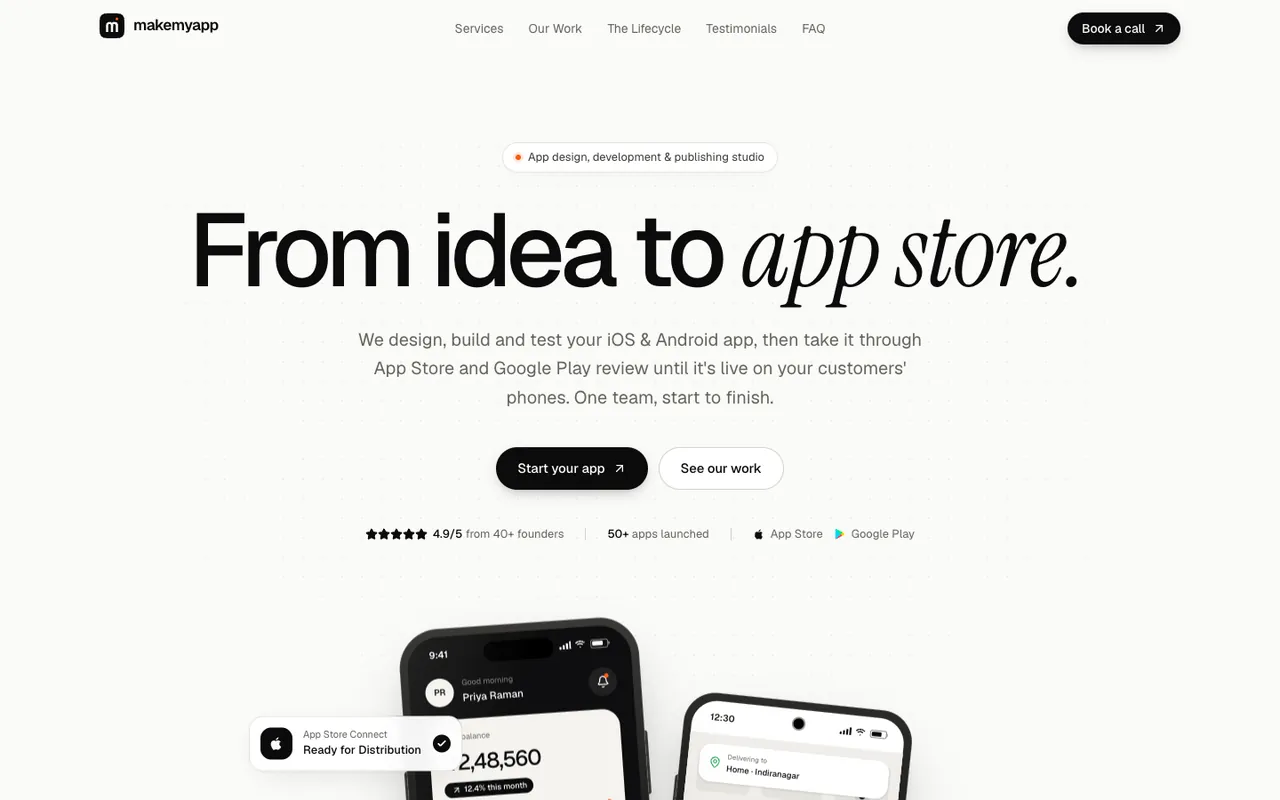 makemyapp
Services
Our Work
The Lifecycle
Testimonials
FAQ
Book a call
App design, development & publishing studio
From idea to app store.
We design, build and test your iOS & Android app, then take it through
App Store and Google Play review until it's live on your customers'
phones. One team, start to finish.
Start your app
See our work
4.9/5 from 40+ founders
50+ apps launched
App Store
Google Play
9:41
PR
Good morning
Priya Raman
App Store Connect
Ready for Distribution
balance
2,48,560
12.4% this month
12:30
Delivering to
Home · Indiranagar